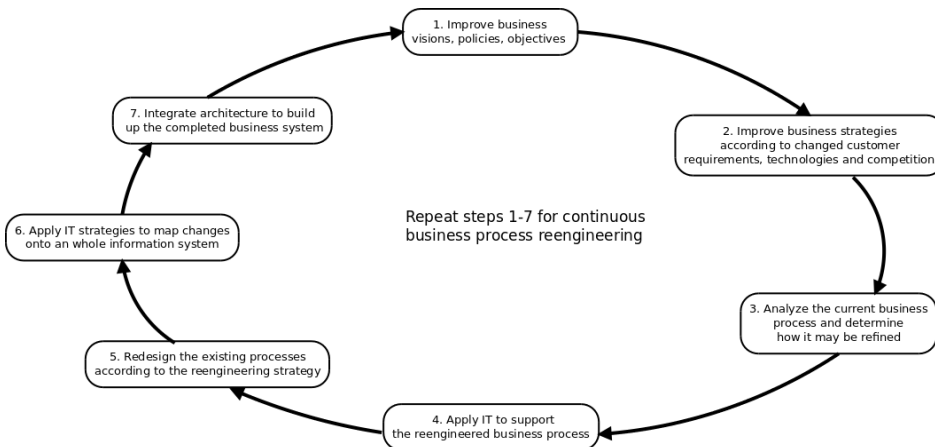 1. Improve business
visions, policies, objectives
2. Improve business strategies
according to changed customer
requirements, technologies and competition
3. Analyze the current business
process and determine
how it may be refined
4. Apply IT to support
the reengineered business process
5. Redesign the existing processes
according to the reengineering strategy
6. Apply IT strategies to map changes
onto an whole information system
7. Integrate architecture to build
up the completed business system
Repeat steps 1-7 for continuous
business process reengineering